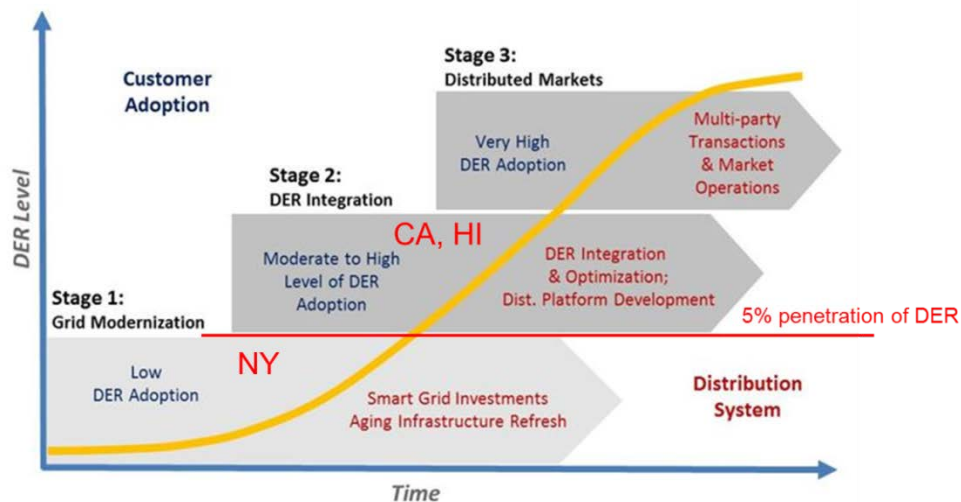 Stage 3:
Distributed Markets
Customer
Adoption
Very High
DER Adoption
Multi-party
Transactions
& Market
Operations
Stage 2:
DER Integration
CA, HI
Moderate to High
Level of DER
Adoption
DER Integration
& Optimization;
Dist. Platform Development
DER Level
Stage 1:
Grid Modernization
5% penetration of DER
NY
Low
DER Adoption
Smart Grid Investments
Aging Infrastructure Refresh
Distribution
System
Time